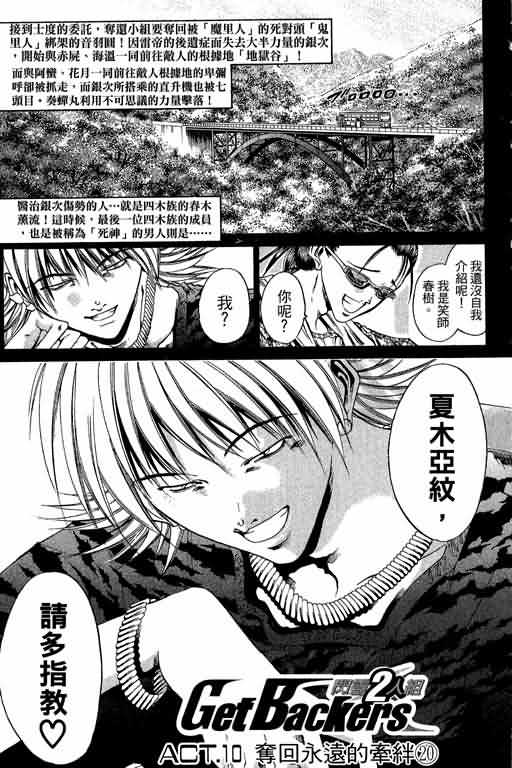 接到士度的委託，奪還小組要奪回被「魔里人」的死對頭「鬼
里人」綁架的音羽圓！因雷帝的後遺症而失去大半力量的銀次
，開始與赤屍、海溫一同前往敵人的根據地「地獄谷」！
而與阿蠻、花月一同前往敵人根據地的卑彌
呼卻被抓走，而銀次所搭乘的直升機也被七
頭目。奏蟬丸利用不可思議的力量擊落！
醫治銀次傷勢的人…就是四木族的春木
薰流！這時候，最後一位四木族的成員
，也是被稱為「死神」的男人則是……
我還沒自我
介紹呢！
我是笑師
春樹。
你呢？
我？
夏木亞紋，
請多指教♡
閃靈2人組
GetBackers
ACT.10 奪回永遠的牽絆⑳